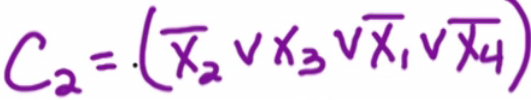 C₂ = (x̅₂ ∨ x₃ ∨ x̅₁ ∨ x̅₄)